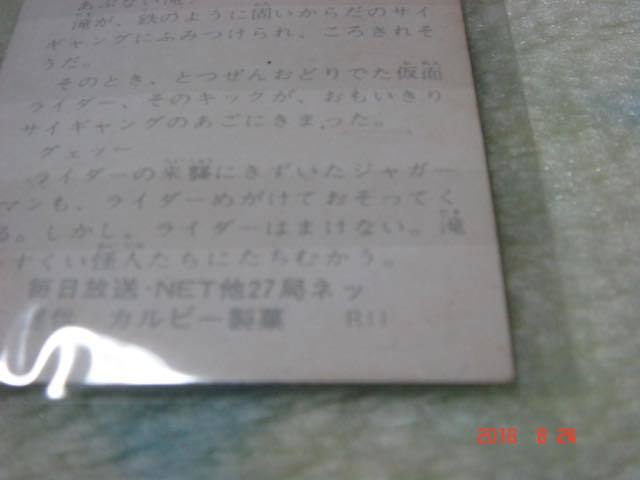 あぶない滝!
滝が、鉄のように固いからだのサイ
ギャングにふみつけられ、ころされそ
うだ。
そのとき、とつぜんおどりでた仮面
ライダー、そのキックが、おもいきり
サイギャングのあごにきまった。
グェッー
ライダーの来襲にきずいたジャガー
マンも、ライダーめがけておそってく
る。しかし。ライダーはまけない。滝
すくい怪人たちにたちむかう。
毎日放送・NET他27局ネッ
カルビー製菓 R11
2018 8 24